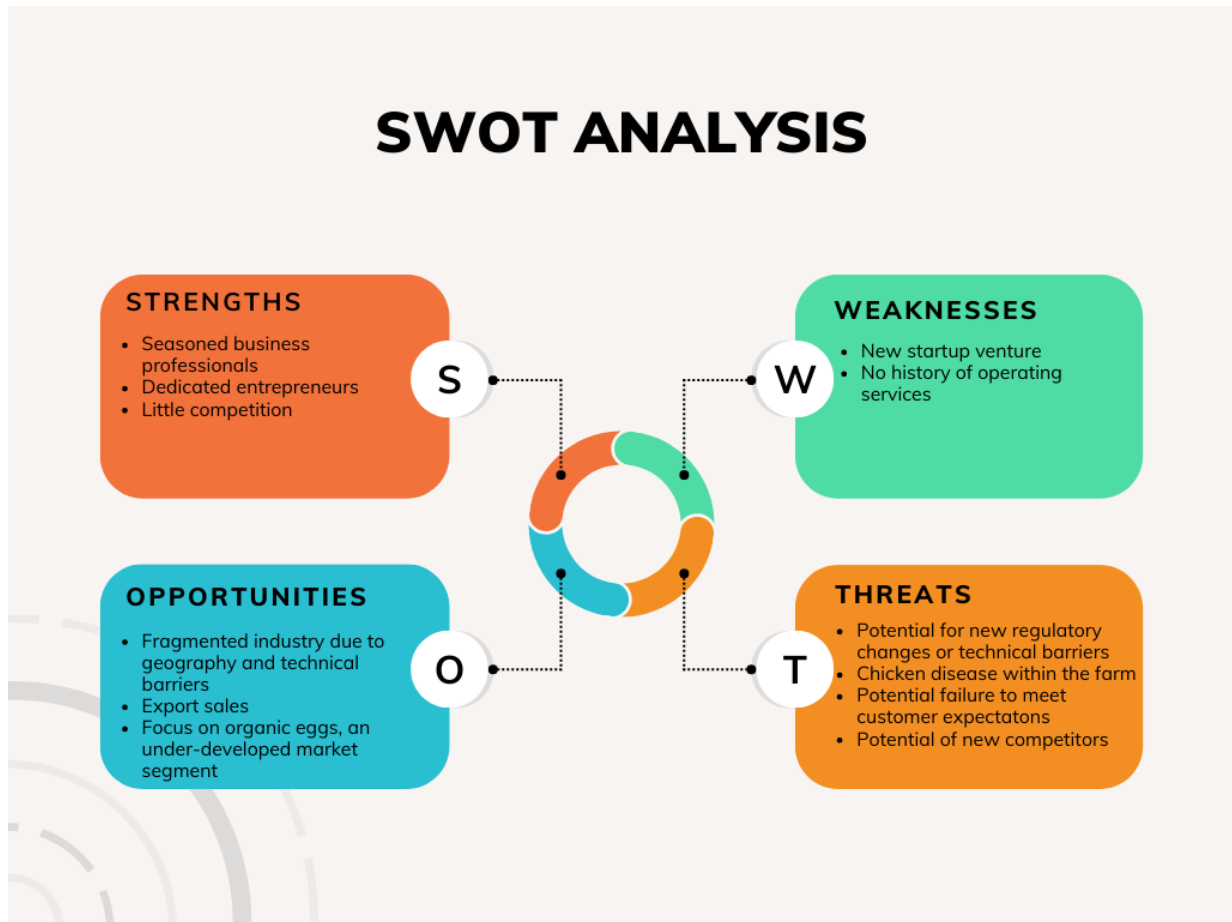 SWOT ANALYSIS
STRENGTHS
• Seasoned business
professionals
• Dedicated entrepreneurs
• Little competition
S
WEAKNESSES
• New startup venture
• No history of operating
services
W
OPPORTUNITIES
• Fragmented industry due to
geography and technical
barriers
• Export sales
• Focus on organic eggs, an
under-developed market
segment
O
THREATS
• Potential for new regulatory
changes or technical barriers
• Chicken disease within the farm
• Potential failure to meet
customer expectatons
• Potential of new competitors
T